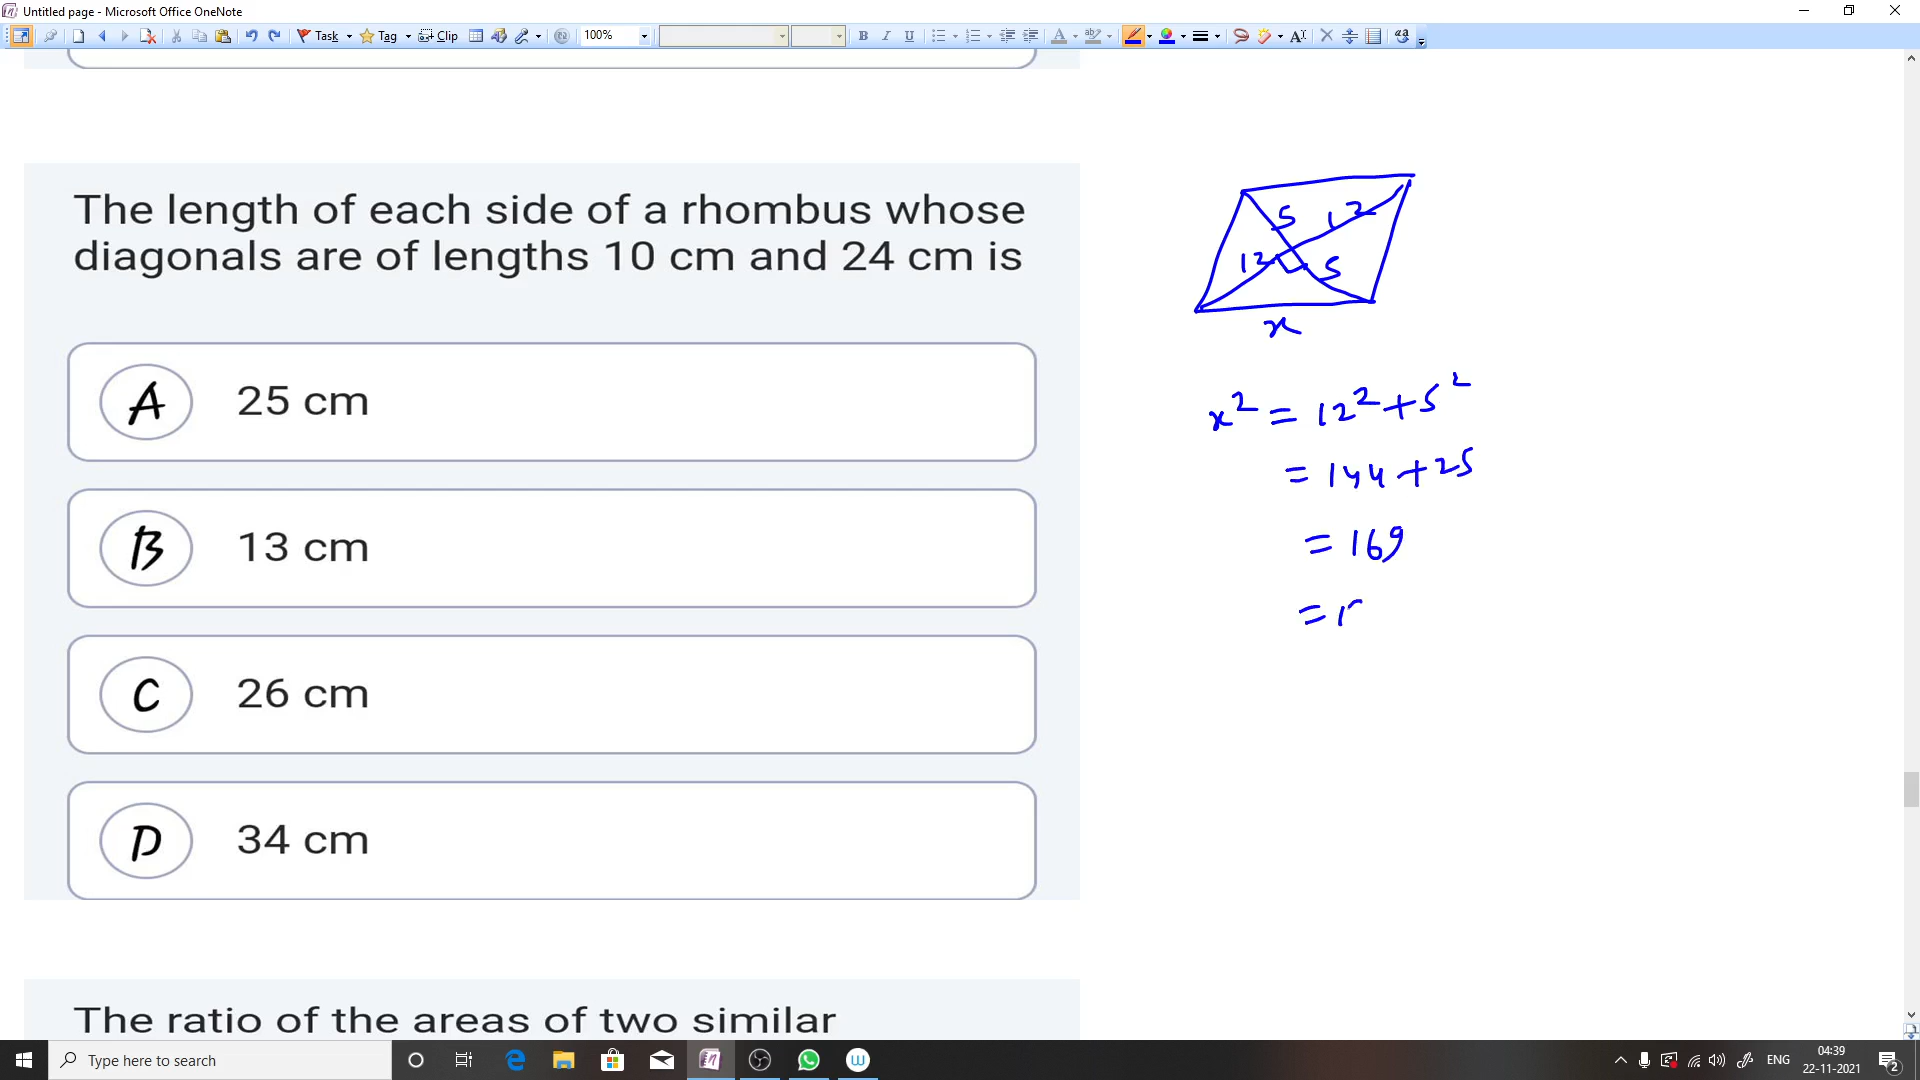 Untitled page - Microsoft Office OneNote
Task Tag Clip 100% B I U
The length of each side of a rhombus whose
diagonals are of lengths 10 cm and 24 cm is
A 25 cm
B 13 cm
C 26 cm
D 34 cm
5 12
12 5
x
x² = 12² + 5²
= 144 + 25
= 169
The ratio of the areas of two similar
Type here to search
ENG
04:39
22-11-2021
2